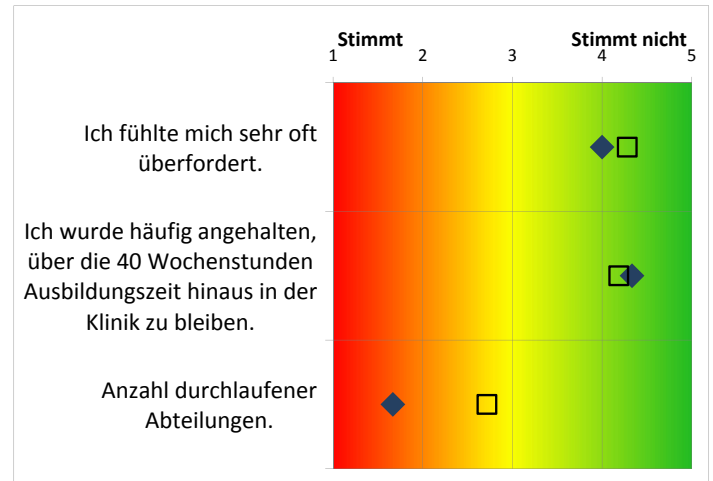 Stimmt Stimmt nicht
1 2 3 4 5
Ich fühlte mich sehr oft
überfordert.
Ich wurde häufig angehalten,
über die 40 Wochenstunden
Ausbildungszeit hinaus in der
Klinik zu bleiben.
Anzahl durchlaufener
Abteilungen.